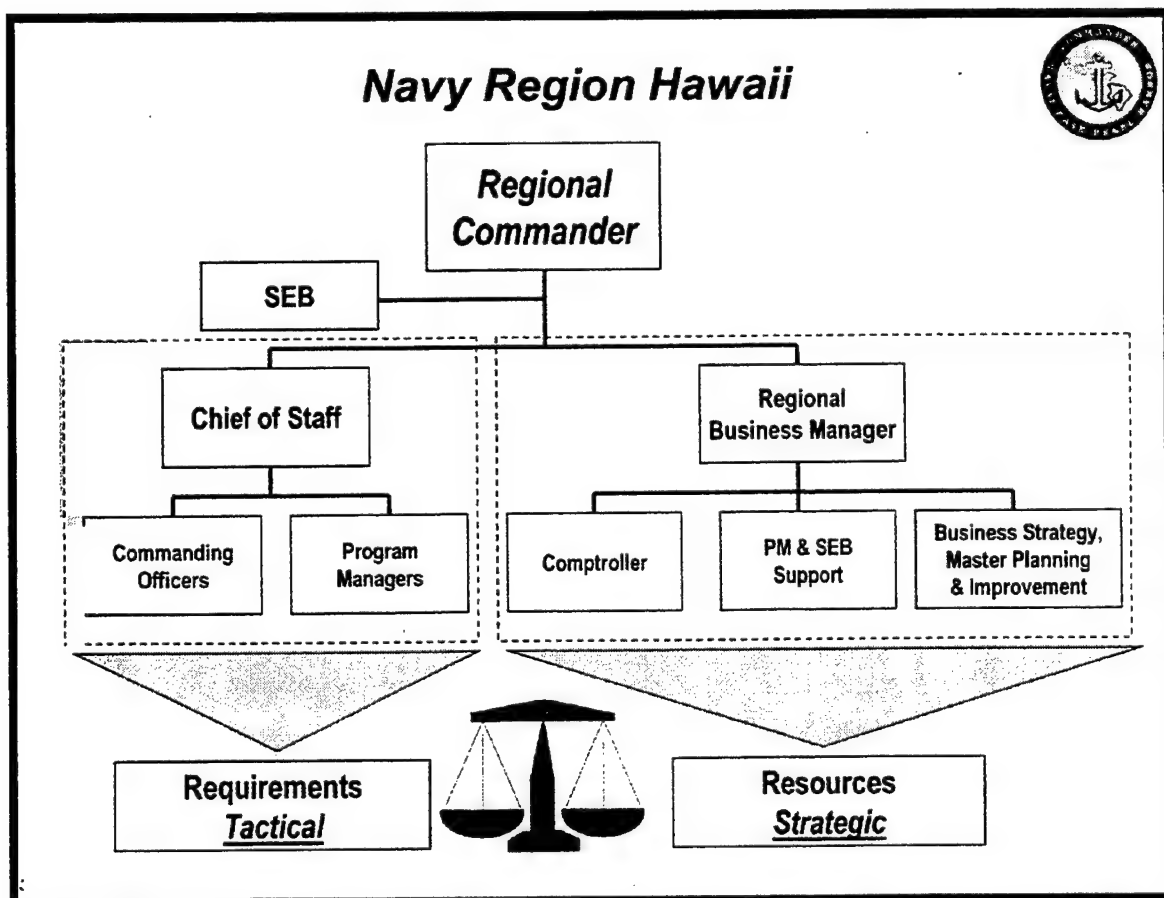 Navy Region Hawaii
COMMANDER
Regional
Commander
SEB
Chief of Staff
Regional
Business Manager
Commanding
Officers
Program
Managers
Comptroller
PM & SEB
Support
Business Strategy,
Master Planning
& Improvement
Requirements
Tactical
Resources
Strategic